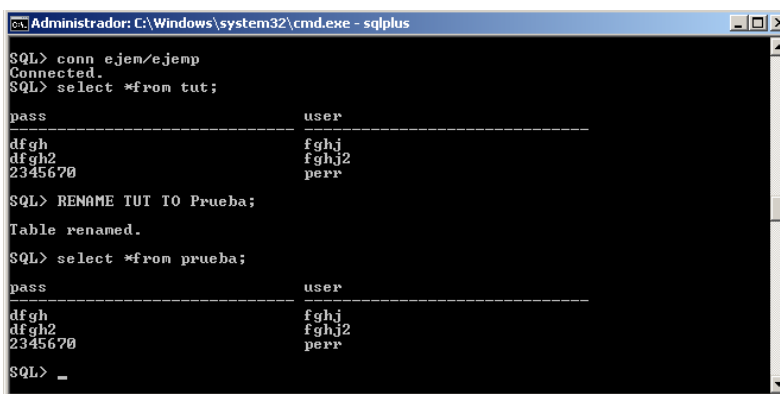 Administrador: C:\Windows\system32\cmd.exe - sqlplus
SQL> conn ejem/ejemp
Connected.
SQL> select *from tut;
pass user
------------------------------ ------------------------------
dfgh fghj
dfgh2 fghj2
2345670 perr
SQL> RENAME TUT TO Prueba;
Table renamed.
SQL> select *from prueba;
pass user
------------------------------ ------------------------------
dfgh fghj
dfgh2 fghj2
2345670 perr
SQL> _